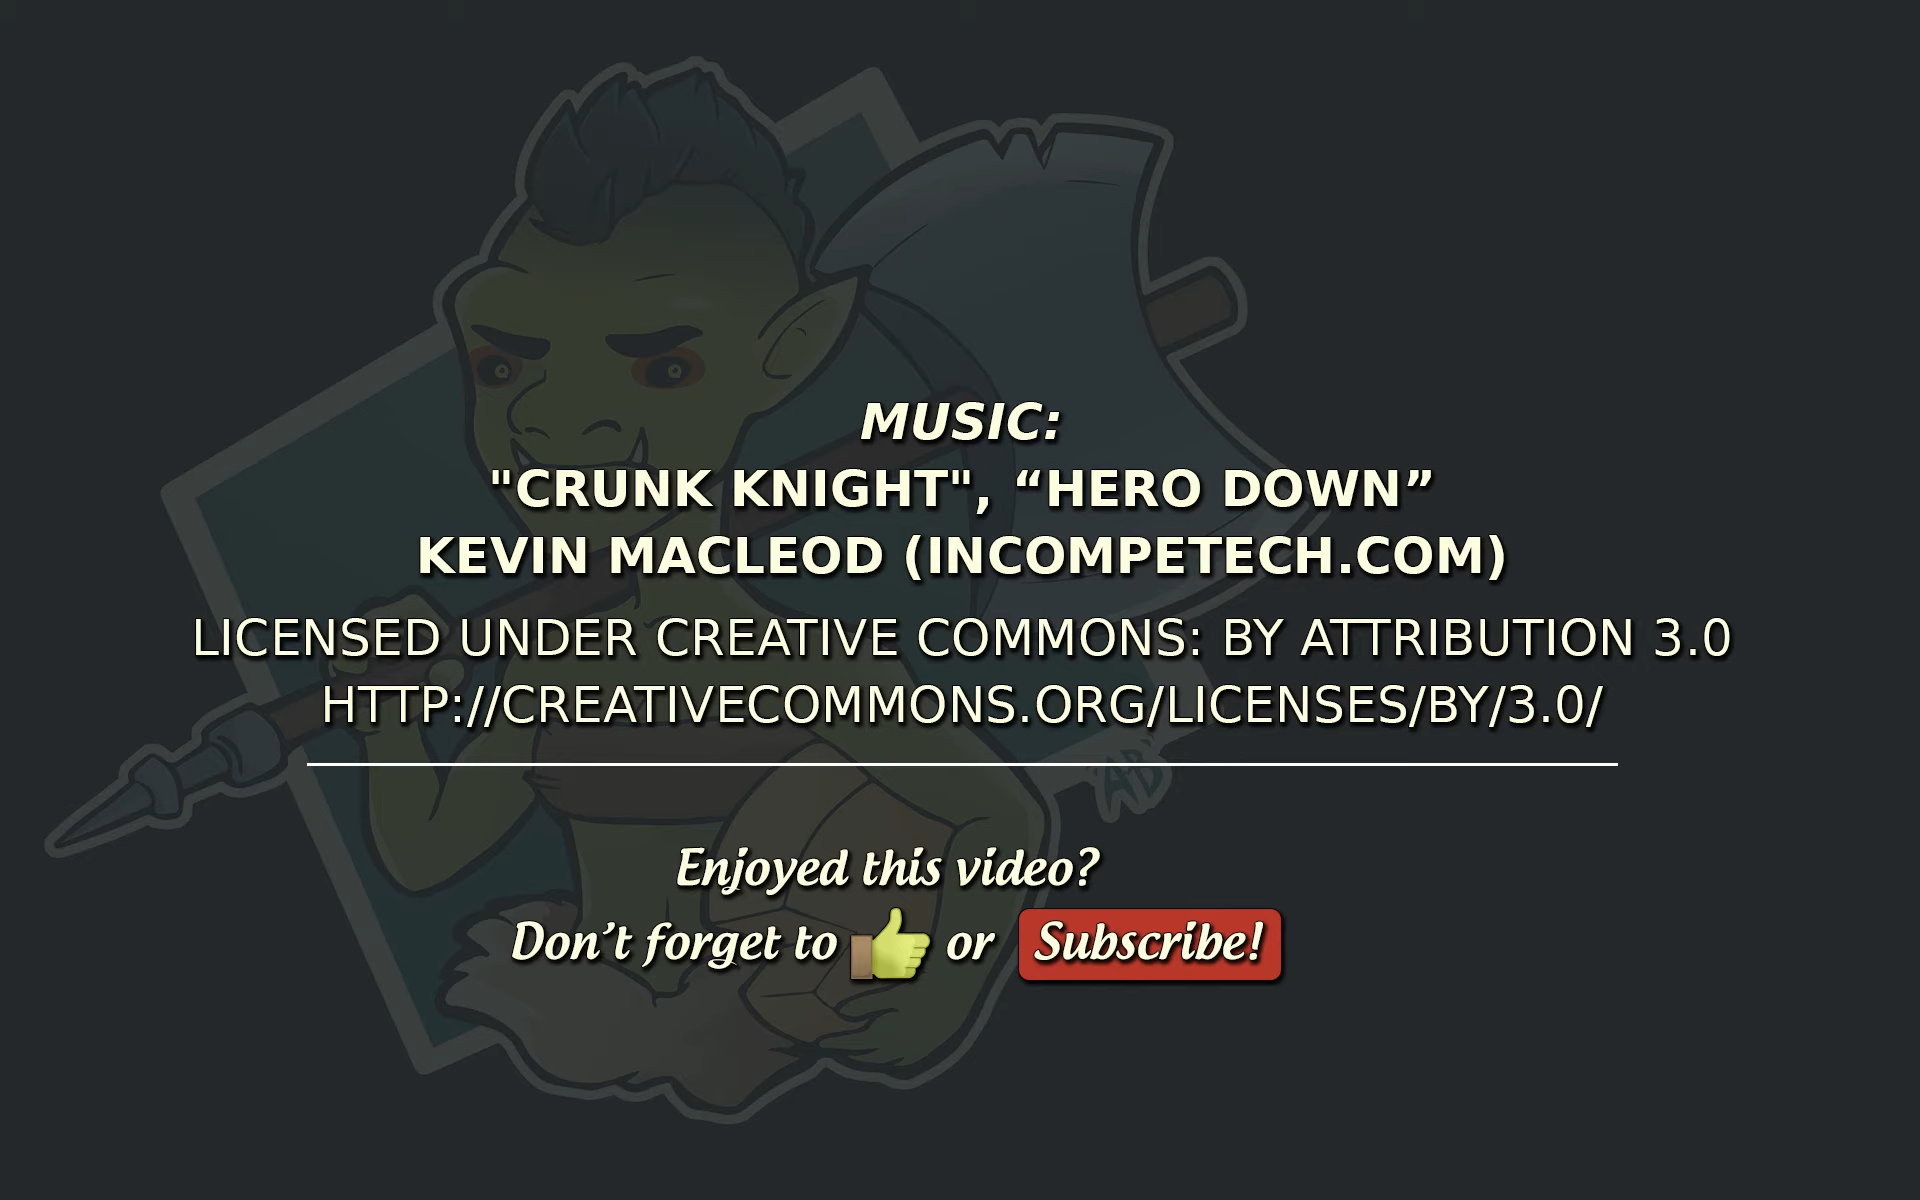 MUSIC:
"CRUNK KNIGHT", “HERO DOWN”
KEVIN MACLEOD (INCOMPETECH.COM)
LICENSED UNDER CREATIVE COMMONS: BY ATTRIBUTION 3.0
HTTP://CREATIVECOMMONS.ORG/LICENSES/BY/3.0/
AB
Enjoyed this video?
Don’t forget to or Subscribe!